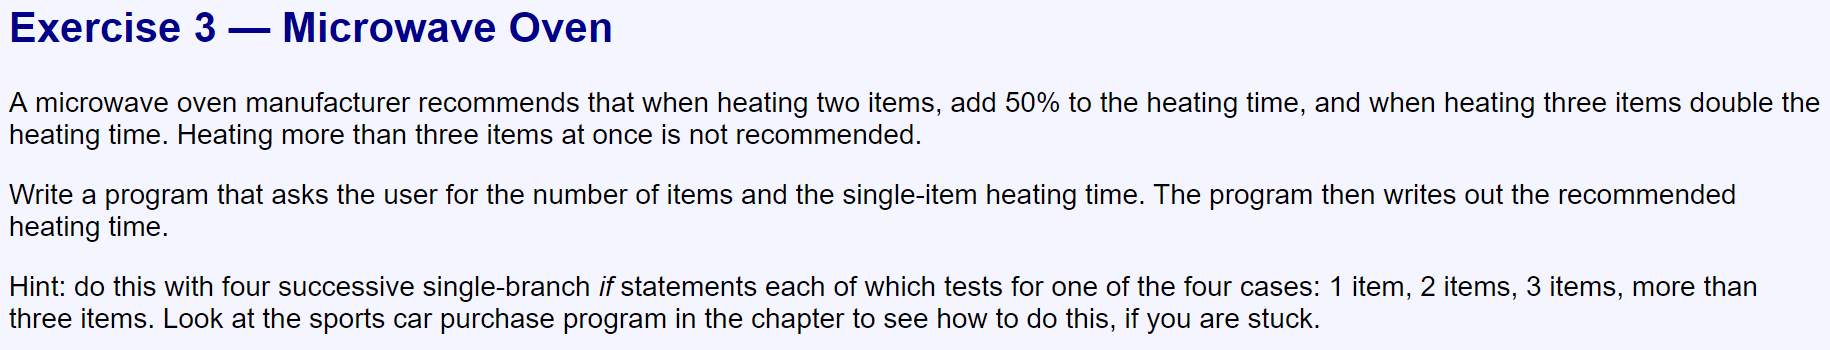 Exercise 3 — Microwave Oven
A microwave oven manufacturer recommends that when heating two items, add 50% to the heating time, and when heating three items double the
heating time. Heating more than three items at once is not recommended.
Write a program that asks the user for the number of items and the single-item heating time. The program then writes out the recommended
heating time.
Hint: do this with four successive single-branch if statements each of which tests for one of the four cases: 1 item, 2 items, 3 items, more than
three items. Look at the sports car purchase program in the chapter to see how to do this, if you are stuck.